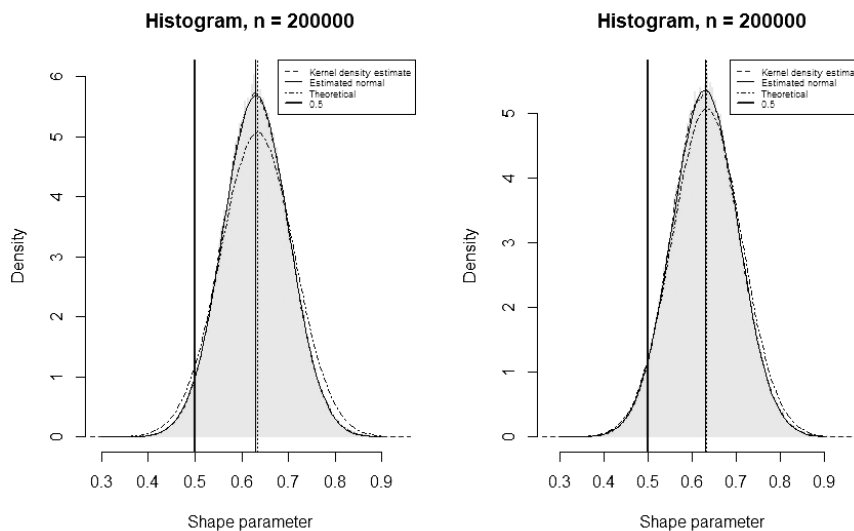 Histogram, n = 200000
Kernel density estimate
Estimated normal
Theoretical
0.5
Density
6
5
4
3
2
1
0
0.3 0.4 0.5 0.6 0.7 0.8 0.9
Shape parameter
Histogram, n = 200000
Kernel density estimate
Estimated normal
Theoretical
0.5
Density
5
4
3
2
1
0
0.3 0.4 0.5 0.6 0.7 0.8 0.9
Shape parameter